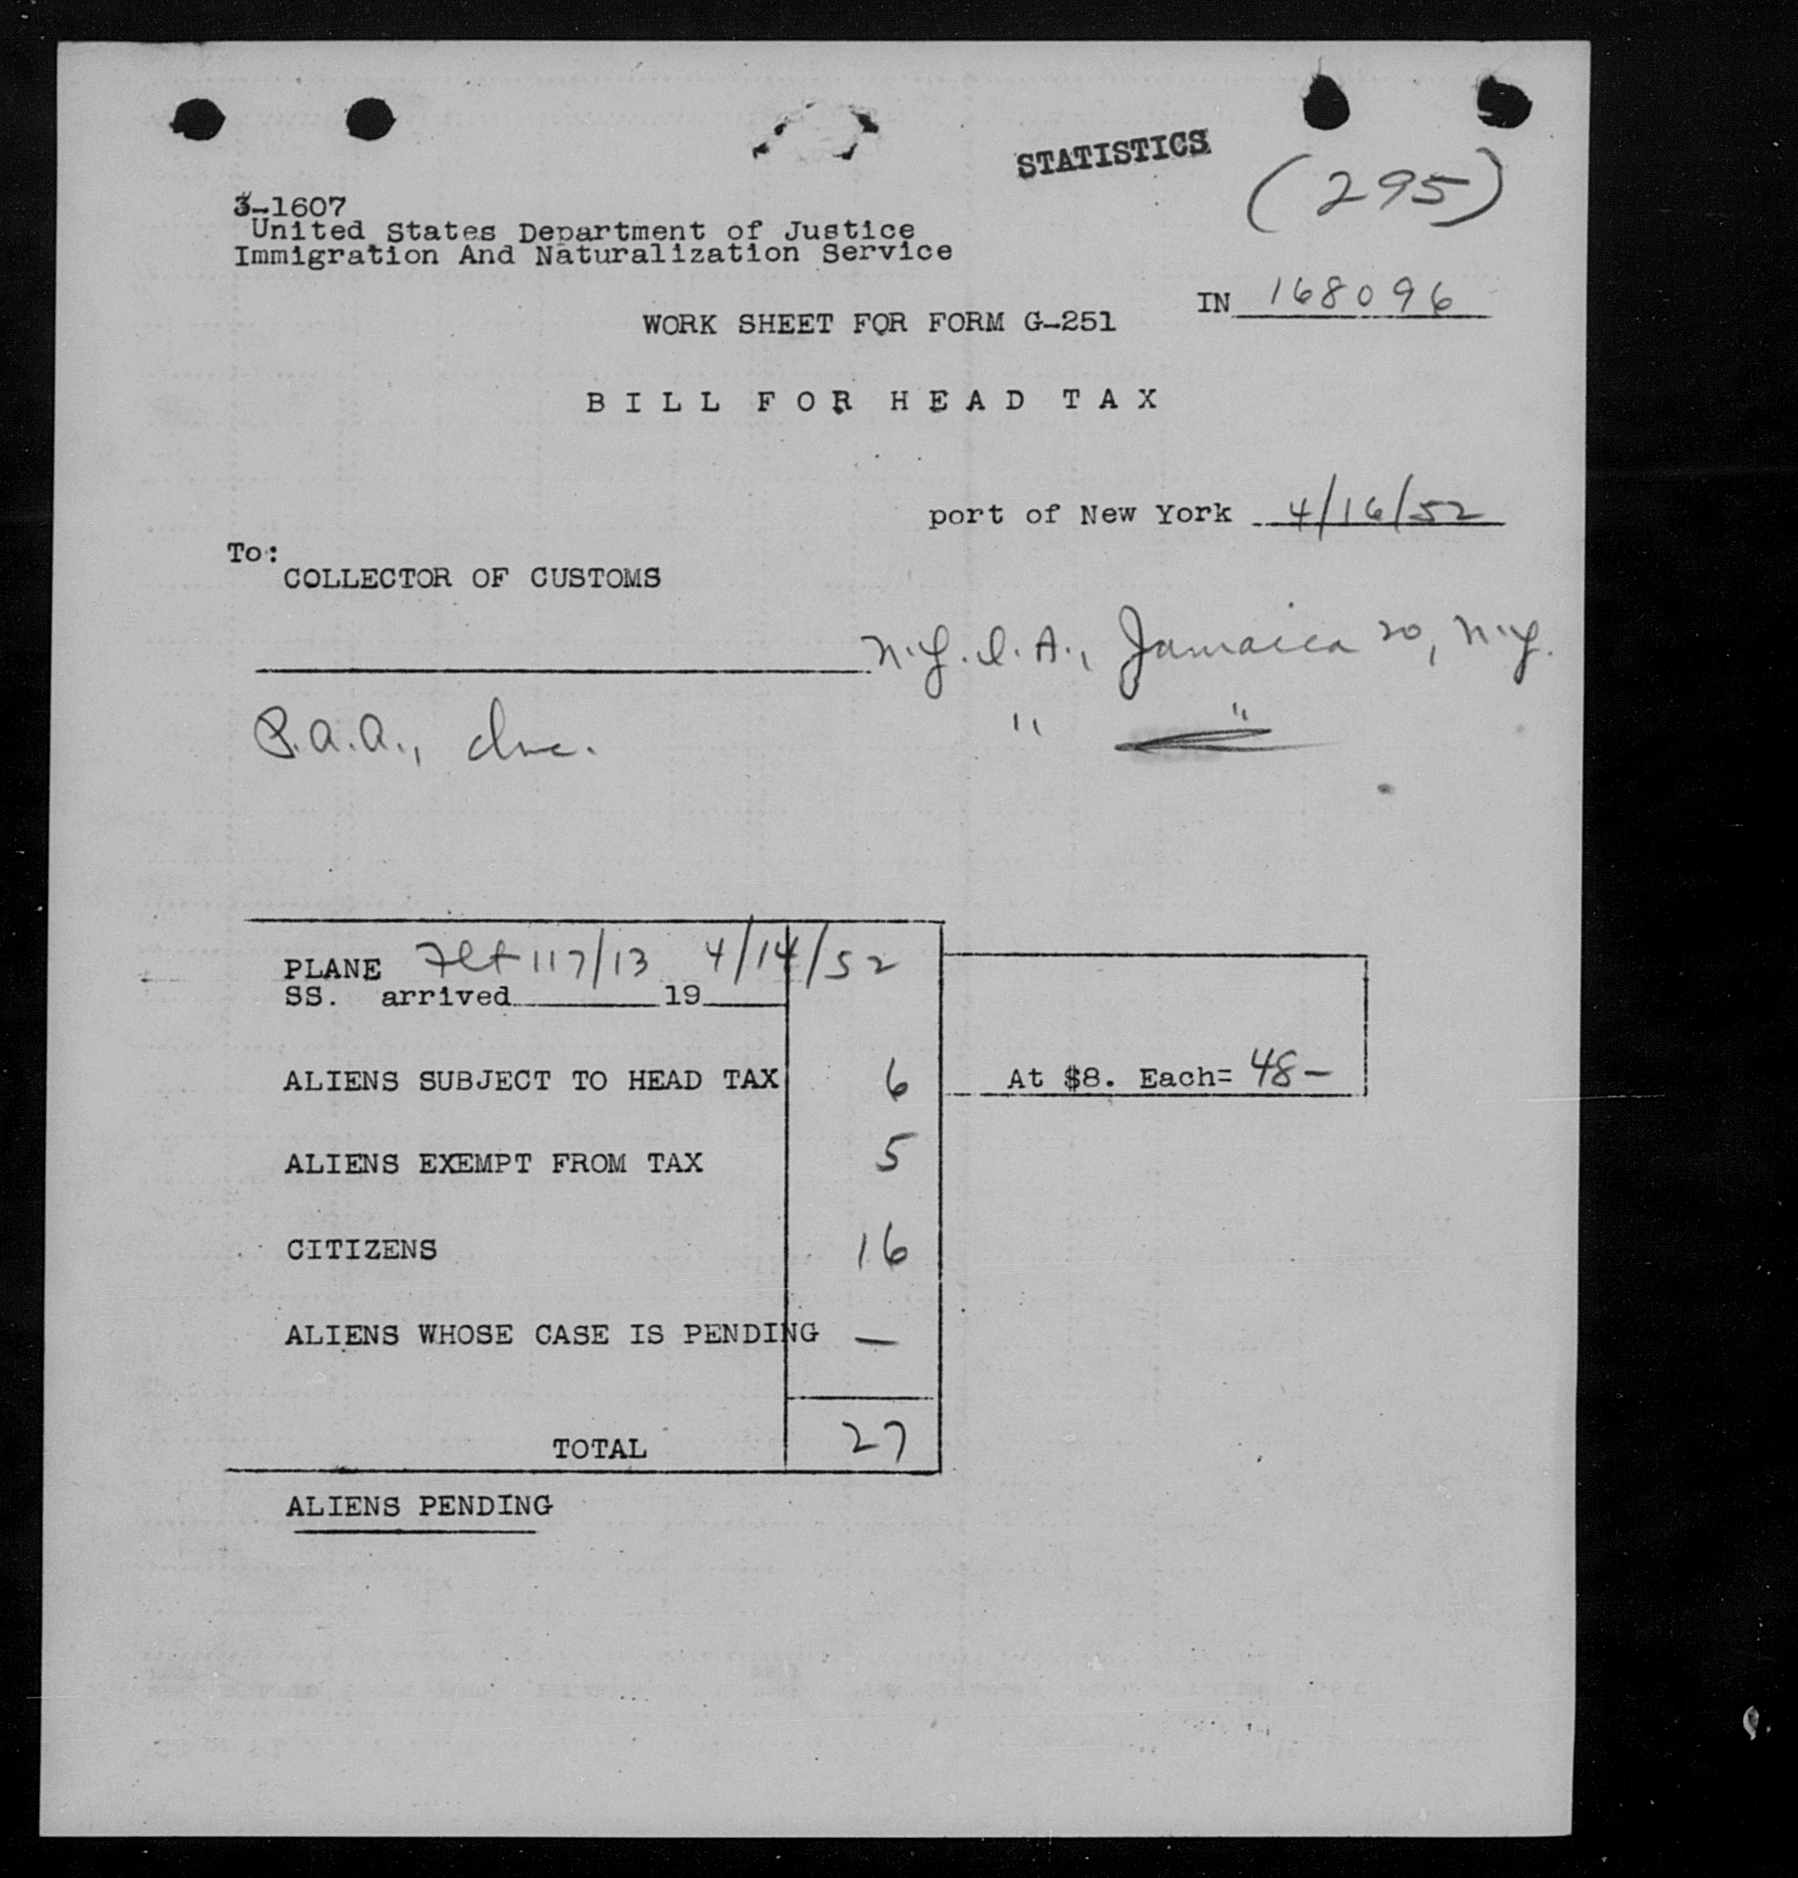 STATISTICS
(295)
3-1607
United States Department of Justice
Immigration And Naturalization Service
IN 168096
WORK SHEET FOR FORM G-251
BILL FOR HEAD TAX
port of New York 4/16/52
To:
COLLECTOR OF CUSTOMS
N.Y.I.A., Jamaica 20, N.Y.
P.A.A., Inc. " "
PLANE Flt 117/13 4/14/52
SS. arrived 19
ALIENS SUBJECT TO HEAD TAX 6 At $8. Each= 48-
ALIENS EXEMPT FROM TAX 5
CITIZENS 16
ALIENS WHOSE CASE IS PENDING —
TOTAL 27
ALIENS PENDING